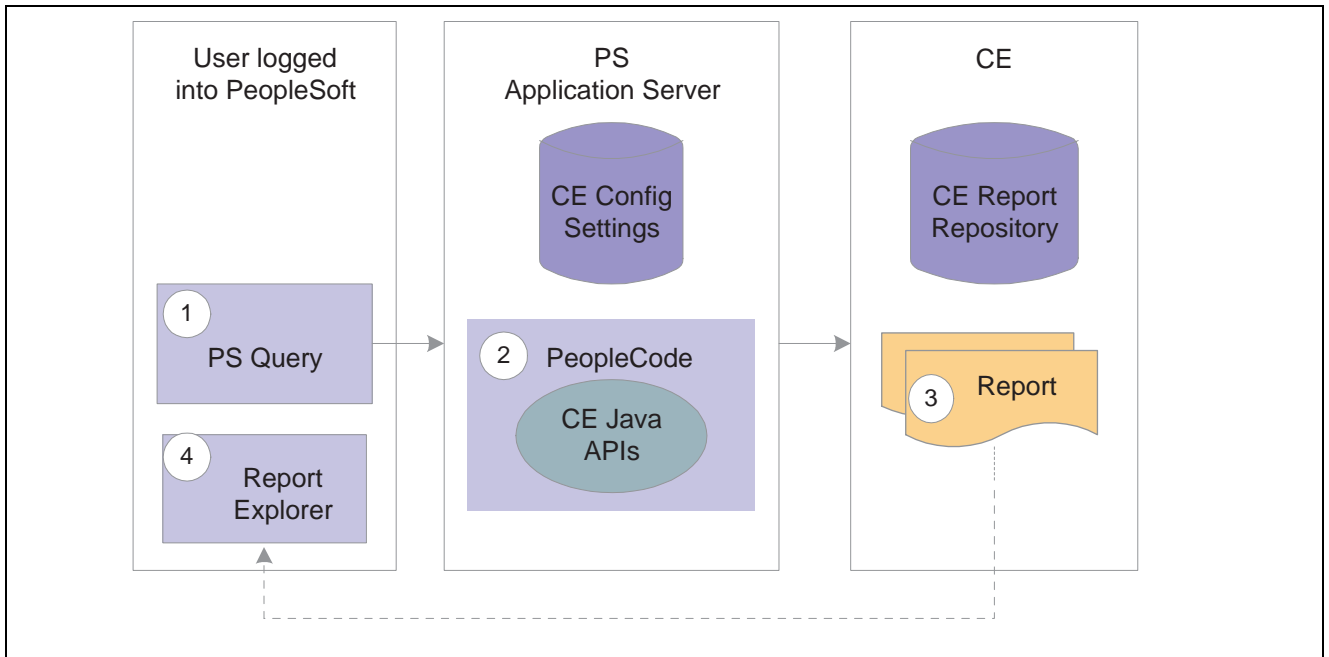 User logged
into PeopleSoft
1
PS Query
4
Report
Explorer
PS
Application Server
CE Config
Settings
2
PeopleCode
CE Java
APIs
CE
CE Report
Repository
3
Report